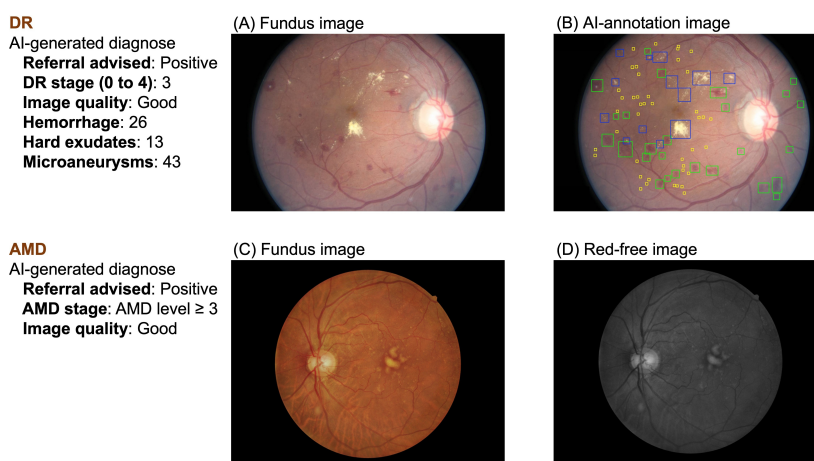 DR
AI-generated diagnose
Referral advised: Positive
DR stage (0 to 4): 3
Image quality: Good
Hemorrhage: 26
Hard exudates: 13
Microaneurysms: 43
(A) Fundus image
(B) AI-annotation image
AMD
AI-generated diagnose
Referral advised: Positive
AMD stage: AMD level ≥ 3
Image quality: Good
(C) Fundus image
(D) Red-free image